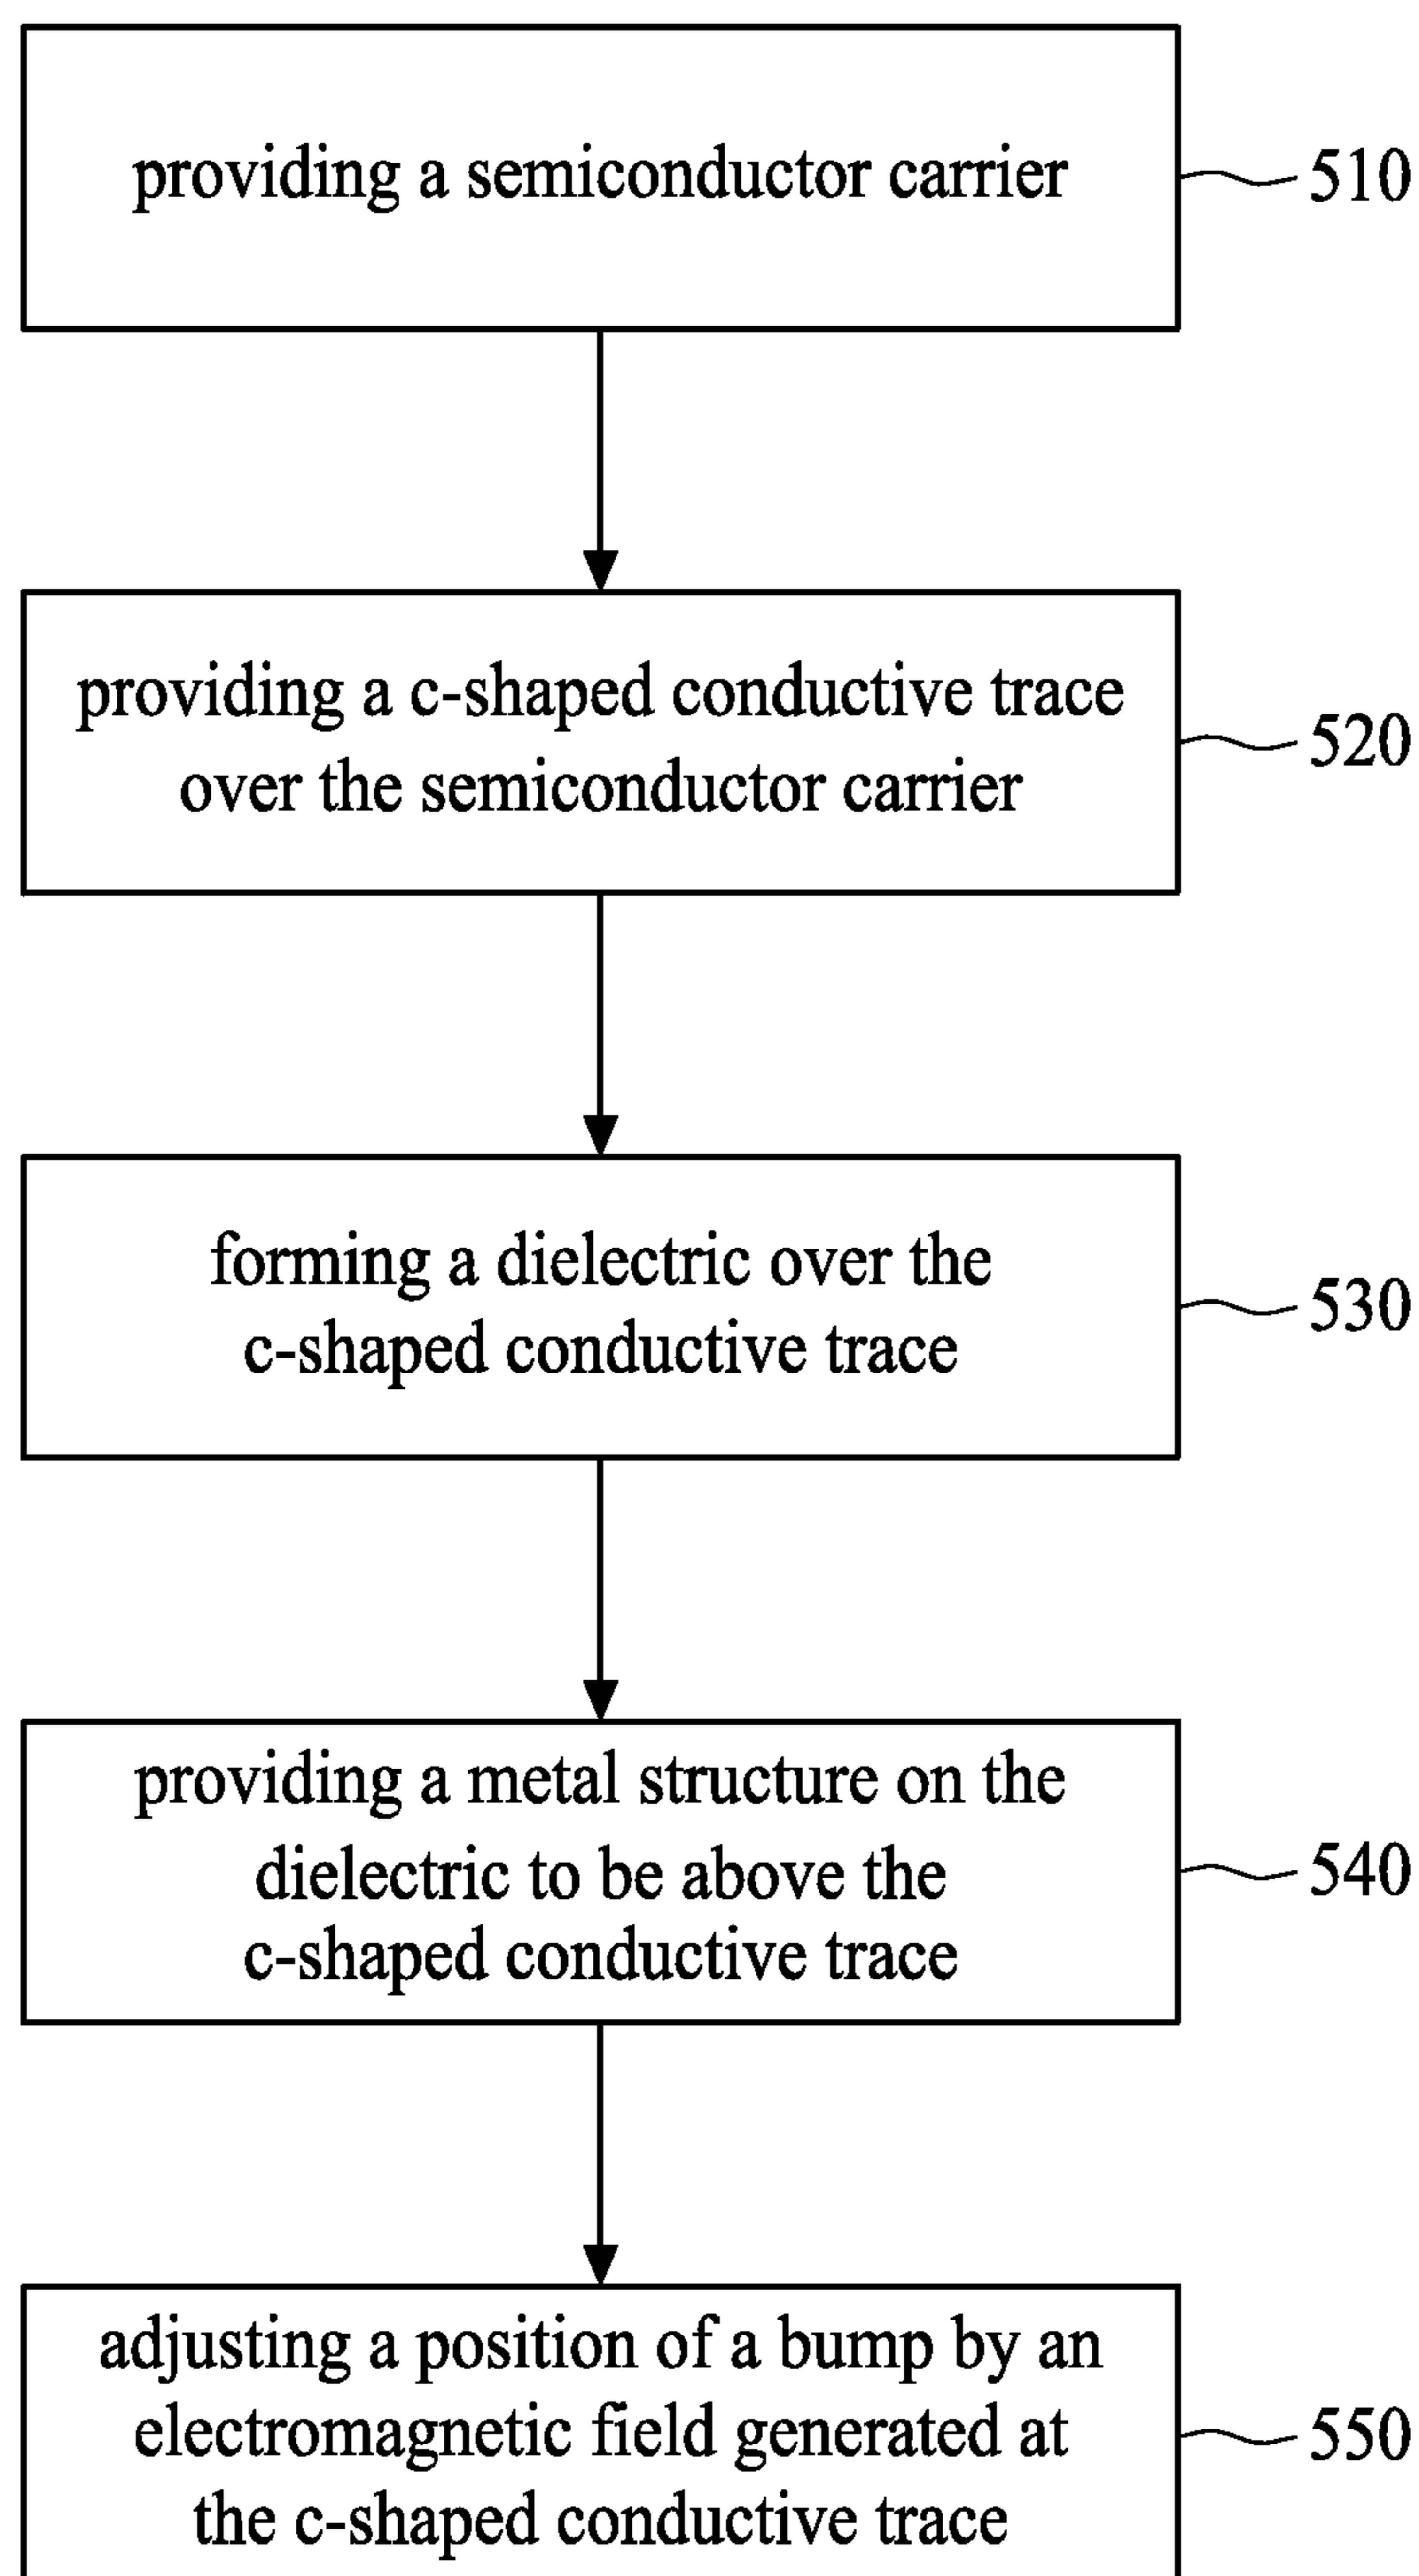 providing a semiconductor carrier
510
providing a c-shaped conductive trace
over the semiconductor carrier
520
forming a dielectric over the
c-shaped conductive trace
530
providing a metal structure on the
dielectric to be above the
c-shaped conductive trace
540
adjusting a position of a bump by an
electromagnetic field generated at
the c-shaped conductive trace
550